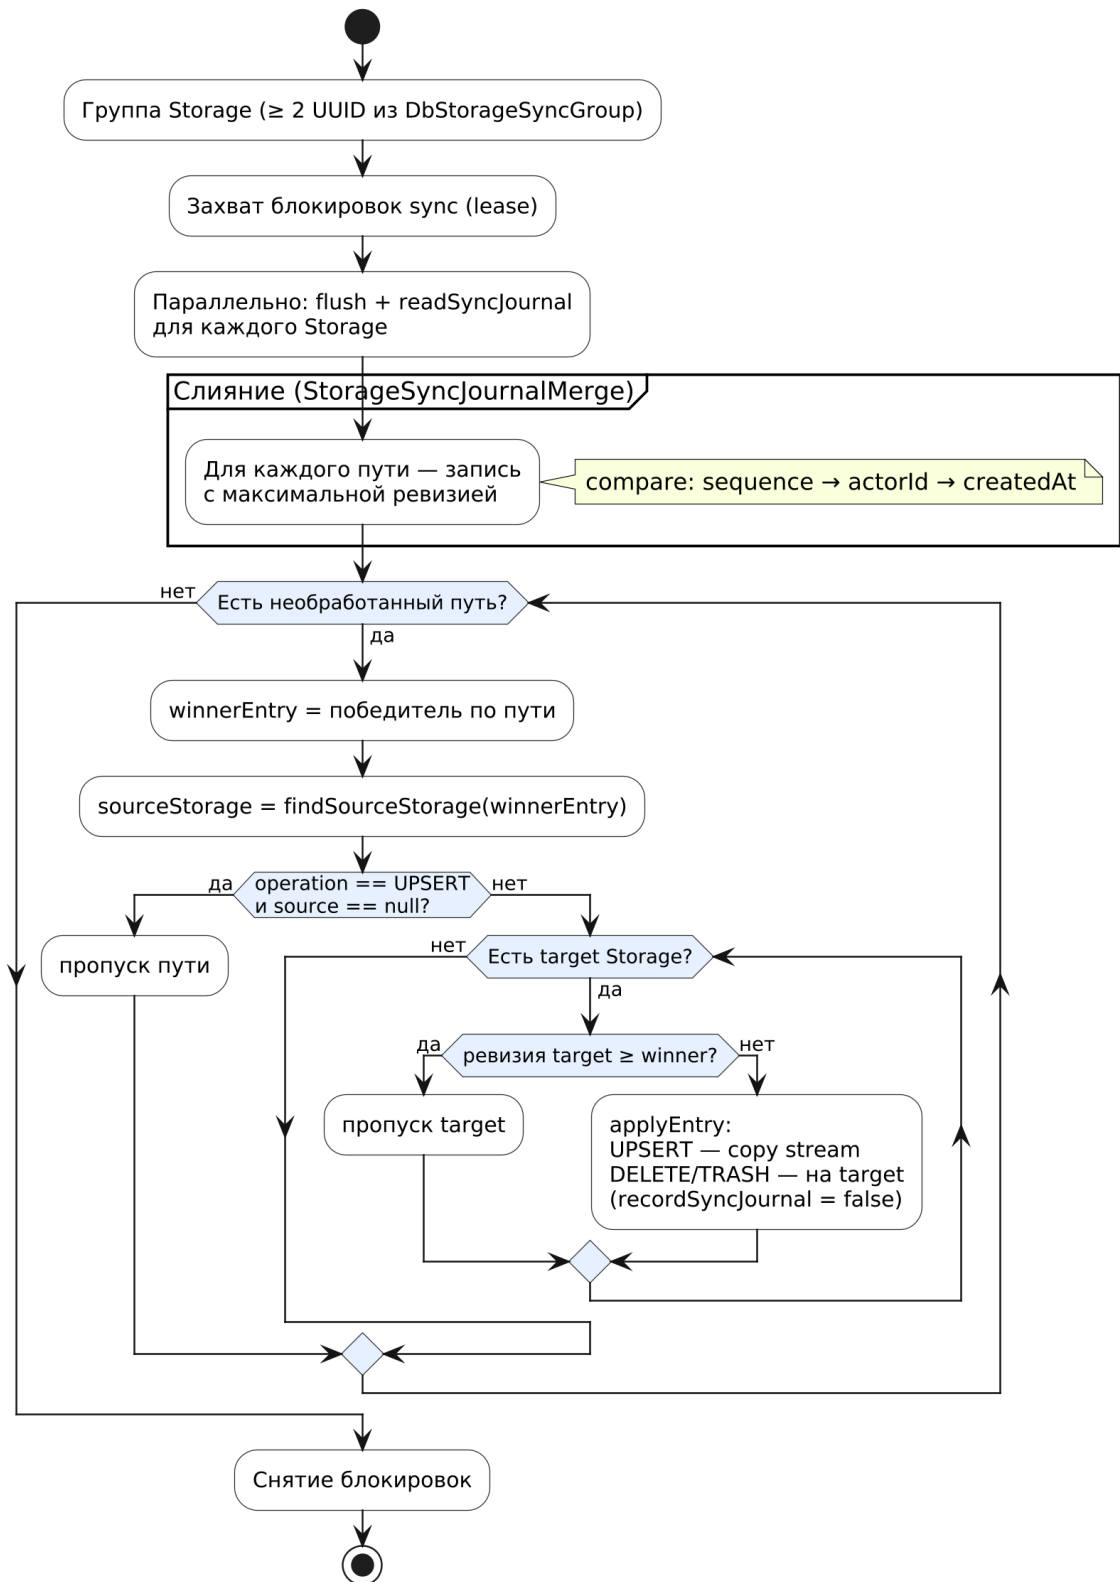 Группа Storage (≥ 2 UUID из DbStorageSyncGroup)
Захват блокировок sync (lease)
Параллельно: flush + readSyncJournal
для каждого Storage
Слияние (StorageSyncJournalMerge)
Для каждого пути — запись
с максимальной ревизией
compare: sequence → actorId → createdAt
нет
Есть необработанный путь?
да
winnerEntry = победитель по пути
sourceStorage = findSourceStorage(winnerEntry)
да
operation == UPSERT
и source == null?
нет
пропуск пути
нет
Есть target Storage?
да
да
ревизия target ≥ winner?
нет
пропуск target
applyEntry:
UPSERT — copy stream
DELETE/TRASH — на target
(recordSyncJournal = false)
Снятие блокировок